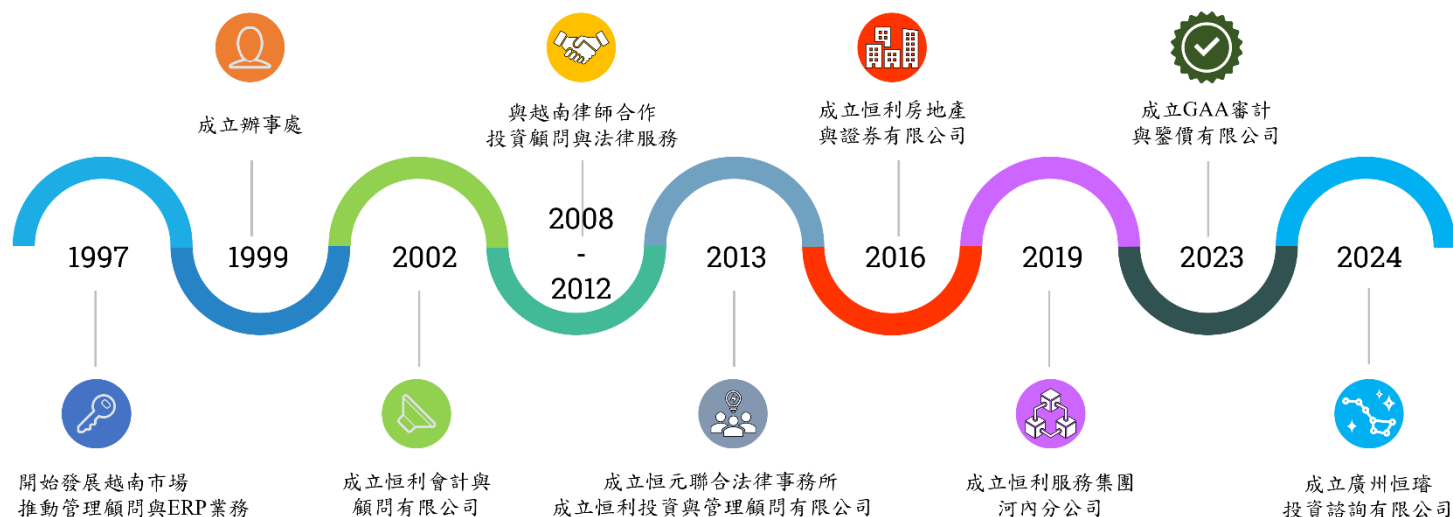 成立辦事處
與越南律師合作
投資顧問與法律服務
成立恒利房地產
與證券有限公司
成立GAA審計
與鑒價有限公司
1997
1999
2002
2008
-
2012
2013
2016
2019
2023
2024
開始發展越南市場
推動管理顧問與ERP業務
成立恒利會計與
顧問有限公司
成立恒元聯合法律事務所
成立恒利投資與管理顧問有限公司
成立恒利服務集團
河內分公司
成立廣州恒璿
投資諮詢有限公司